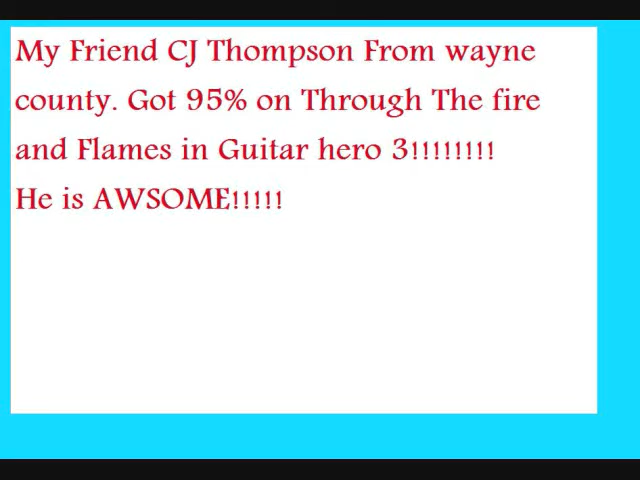 My Friend CJ Thompson From wayne
county. Got 95% on Through The fire
and Flames in Guitar hero 3!!!!!!!!
He is AWSOME!!!!!